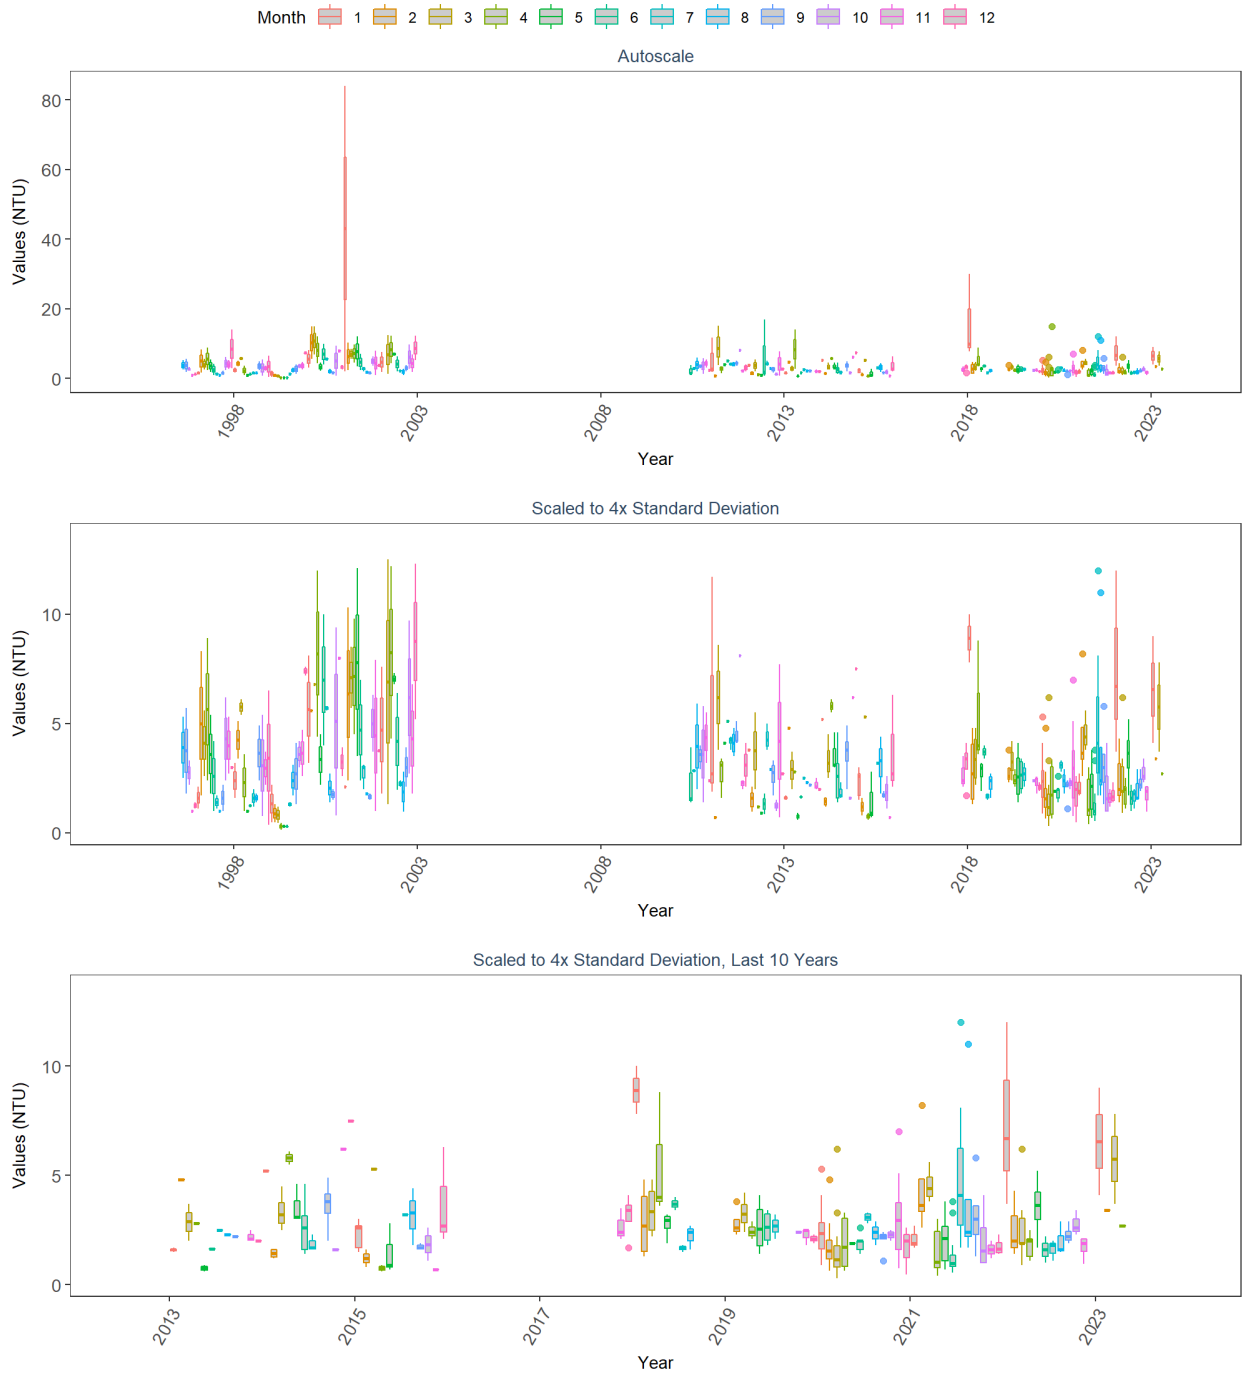 Month 1 2 3 4 5 6 7 8 9 10 11 12
Autoscale
Values (NTU)
80
60
40
20
0
1998 2003 2008 2013 2018 2023
Year
Scaled to 4x Standard Deviation
Values (NTU)
10
5
0
1998 2003 2008 2013 2018 2023
Year
Scaled to 4x Standard Deviation, Last 10 Years
Values (NTU)
10
5
0
2013 2015 2017 2019 2021 2023
Year